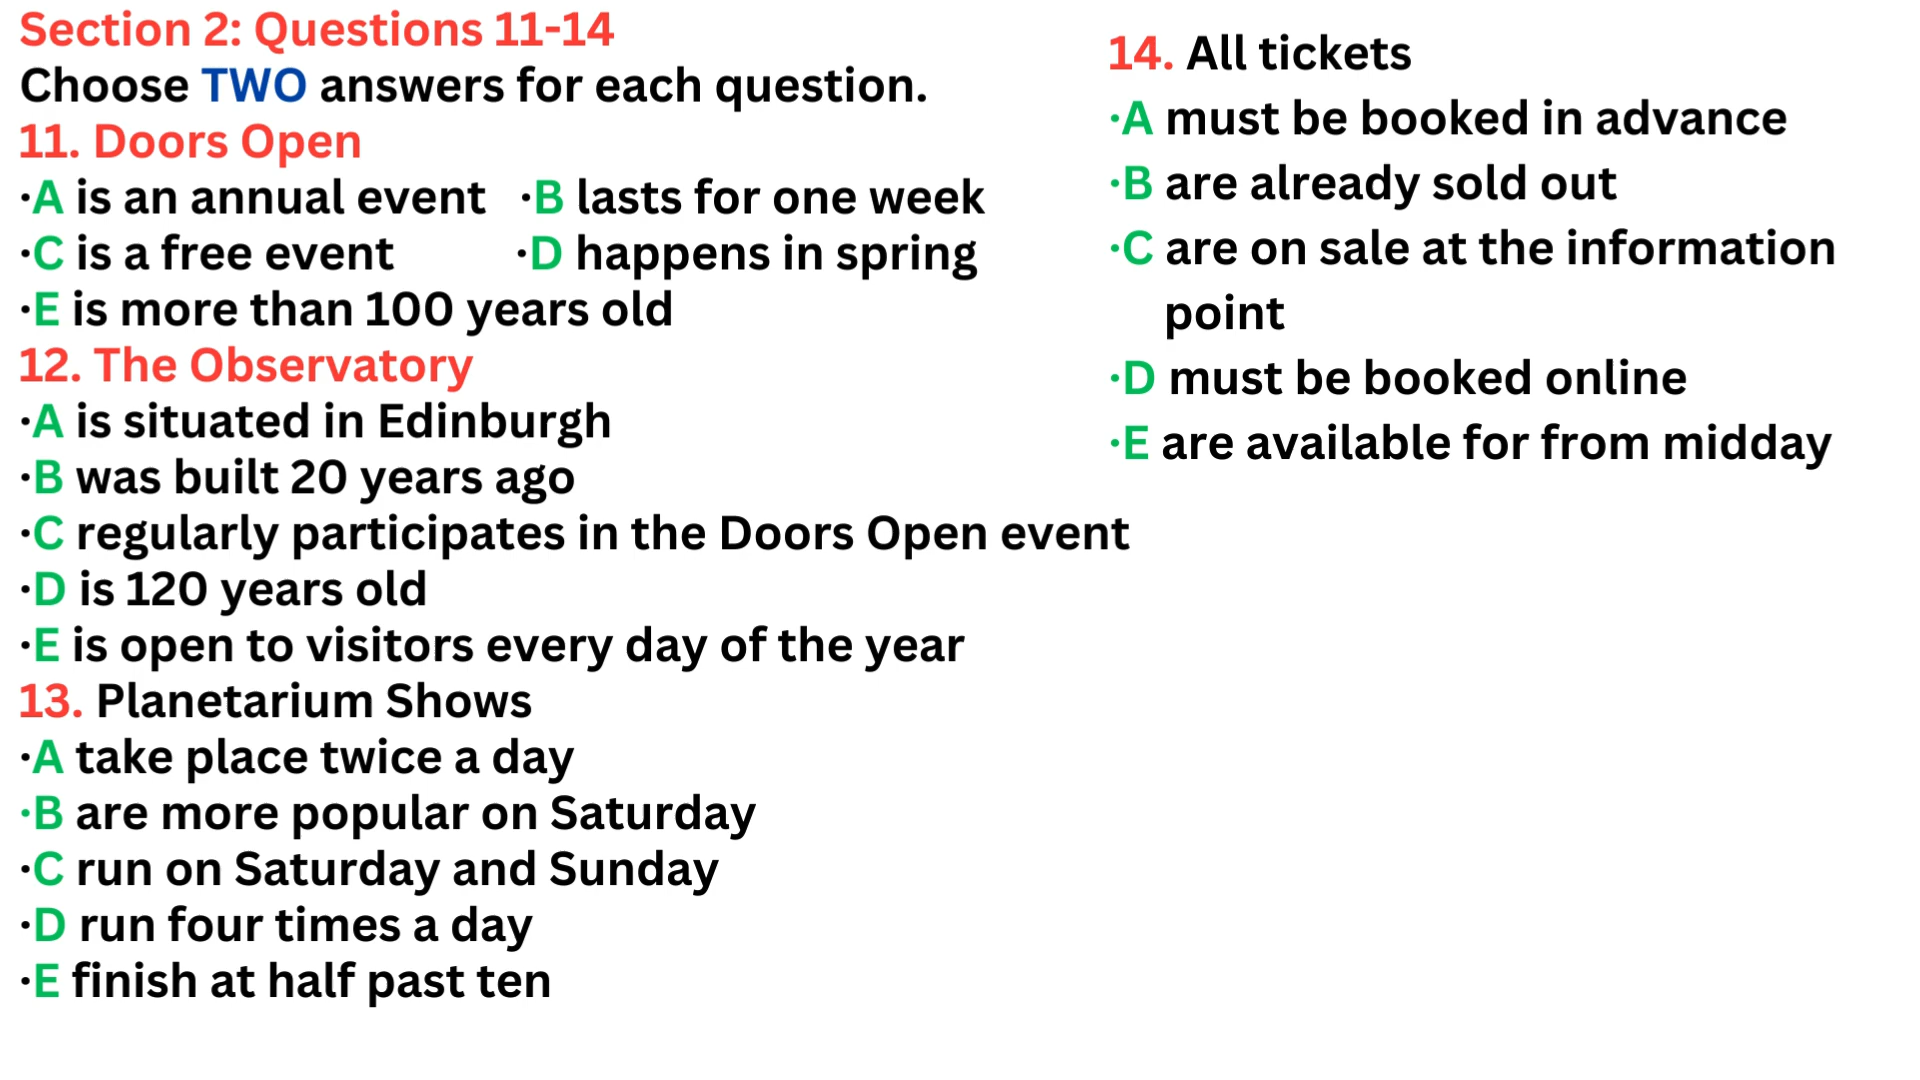 Section 2: Questions 11-14
Choose TWO answers for each question.
11. Doors Open
·A is an annual event ·B lasts for one week
·C is a free event ·D happens in spring
·E is more than 100 years old
12. The Observatory
·A is situated in Edinburgh
·B was built 20 years ago
·C regularly participates in the Doors Open event
·D is 120 years old
·E is open to visitors every day of the year
13. Planetarium Shows
·A take place twice a day
·B are more popular on Saturday
·C run on Saturday and Sunday
·D run four times a day
·E finish at half past ten
14. All tickets
·A must be booked in advance
·B are already sold out
·C are on sale at the information
point
·D must be booked online
·E are available for from midday